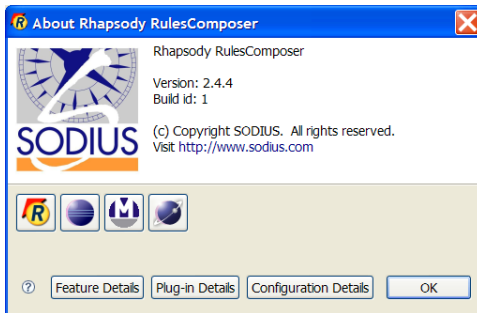 About Rhapsody RulesComposer
Rhapsody RulesComposer
Version: 2.4.4
Build id: 1
(c) Copyright SODIUS. All rights reserved.
Visit http://www.sodius.com
SODIUS
Feature Details Plug-in Details Configuration Details OK